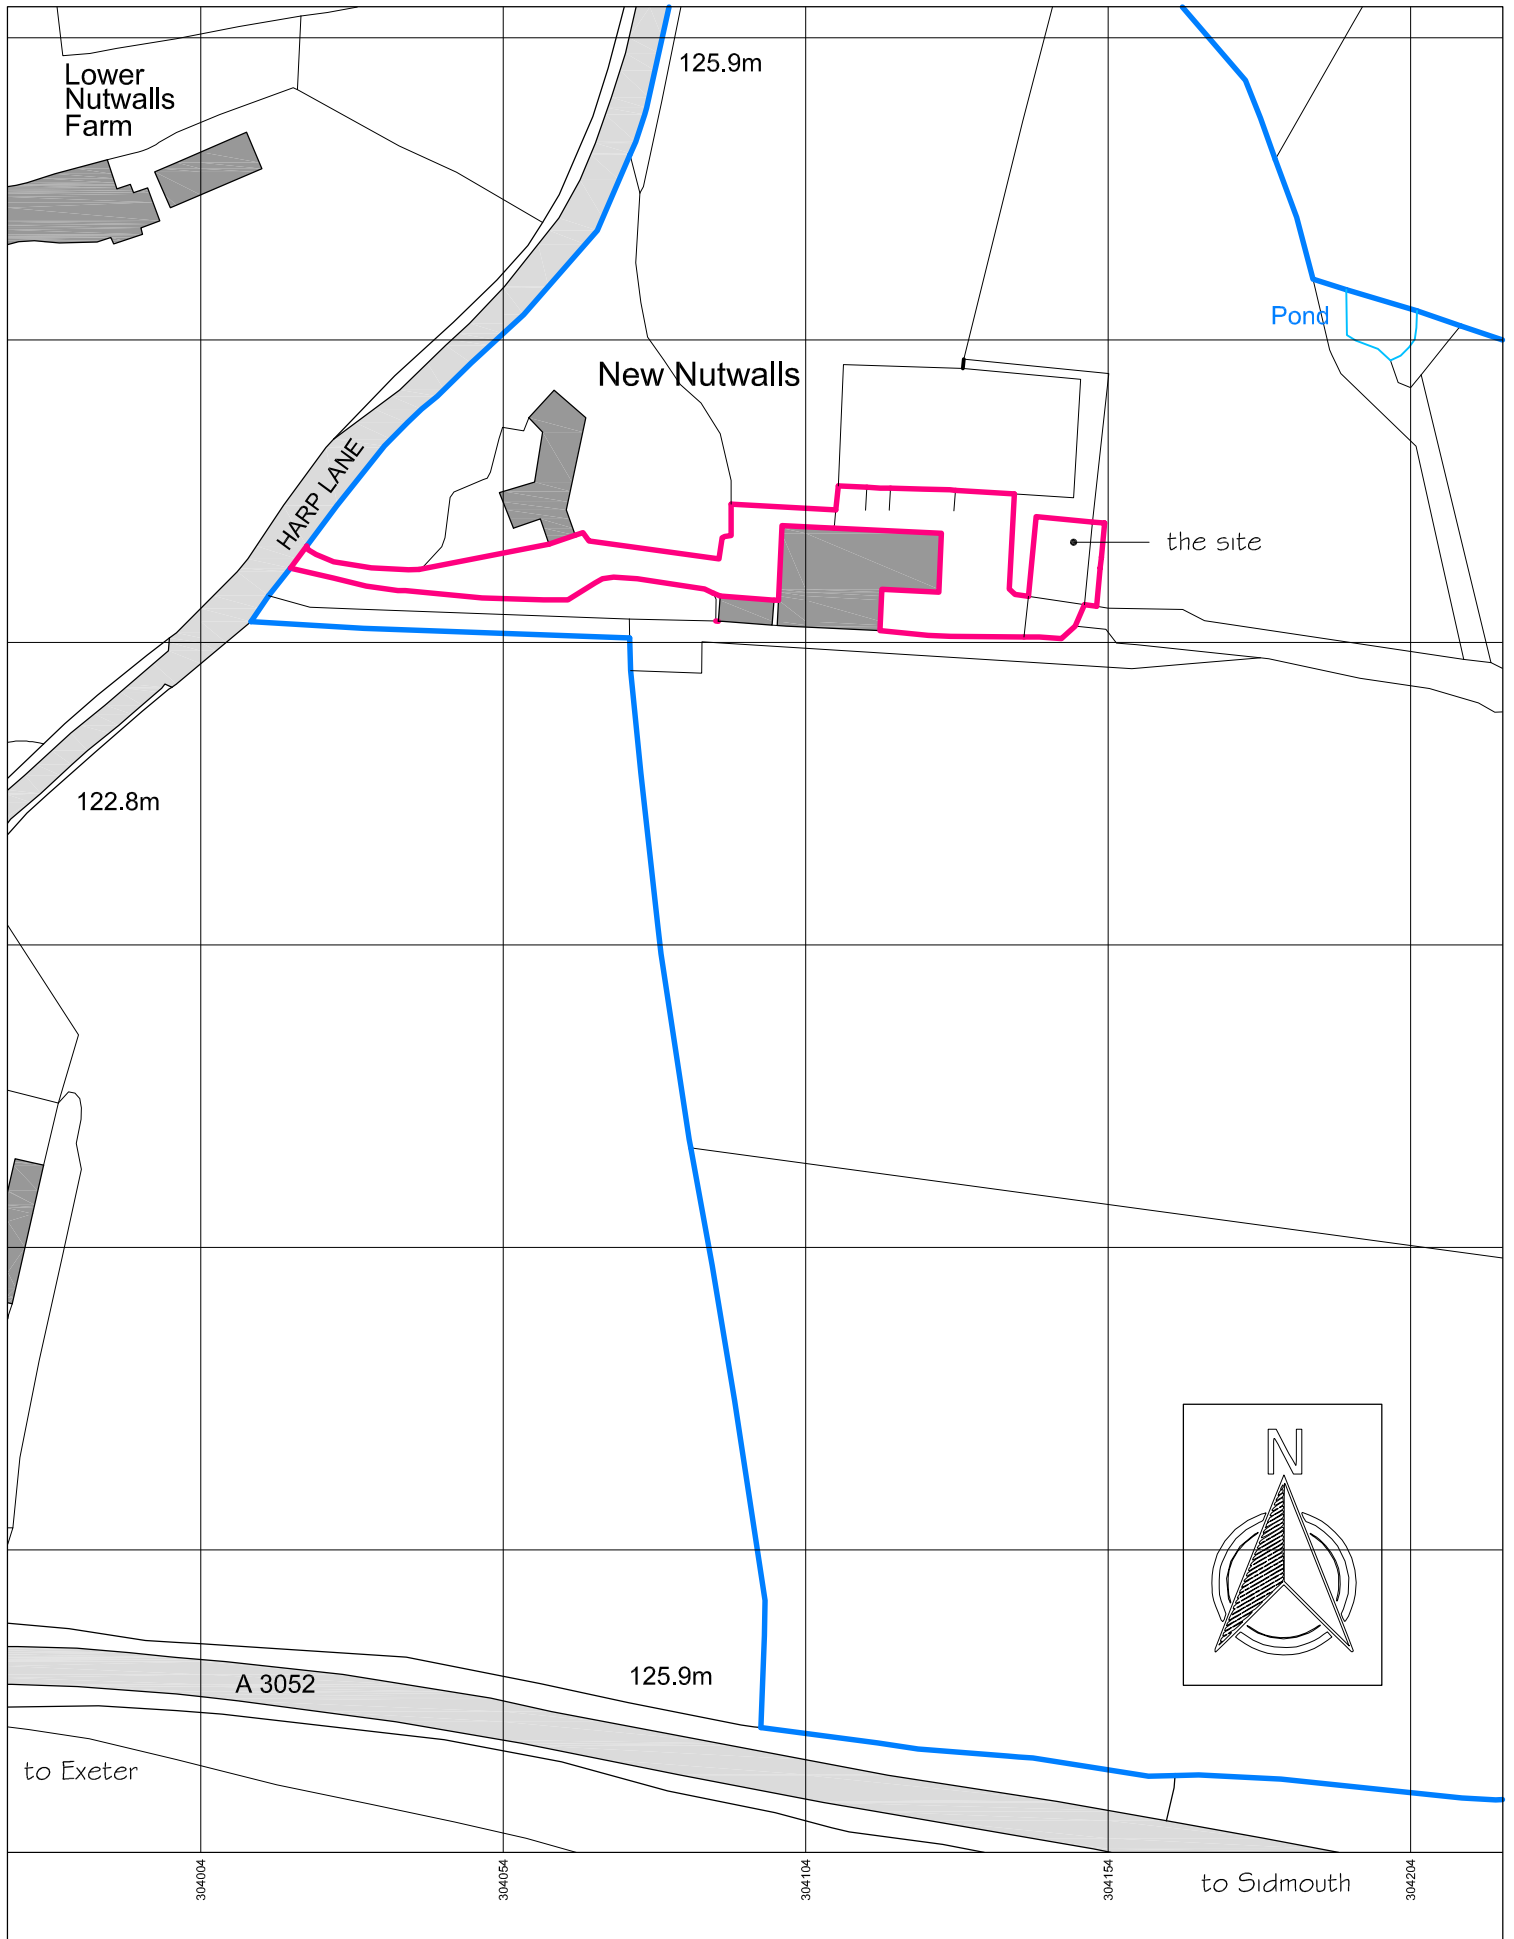 125.9m
Lower
Nutwalls
Farm
Pond
New Nutwalls
HARP LANE
the site
122.8m
N
A 3052
125.9m
to Exeter
304004
304054
304104
304154
304204
to Sidmouth